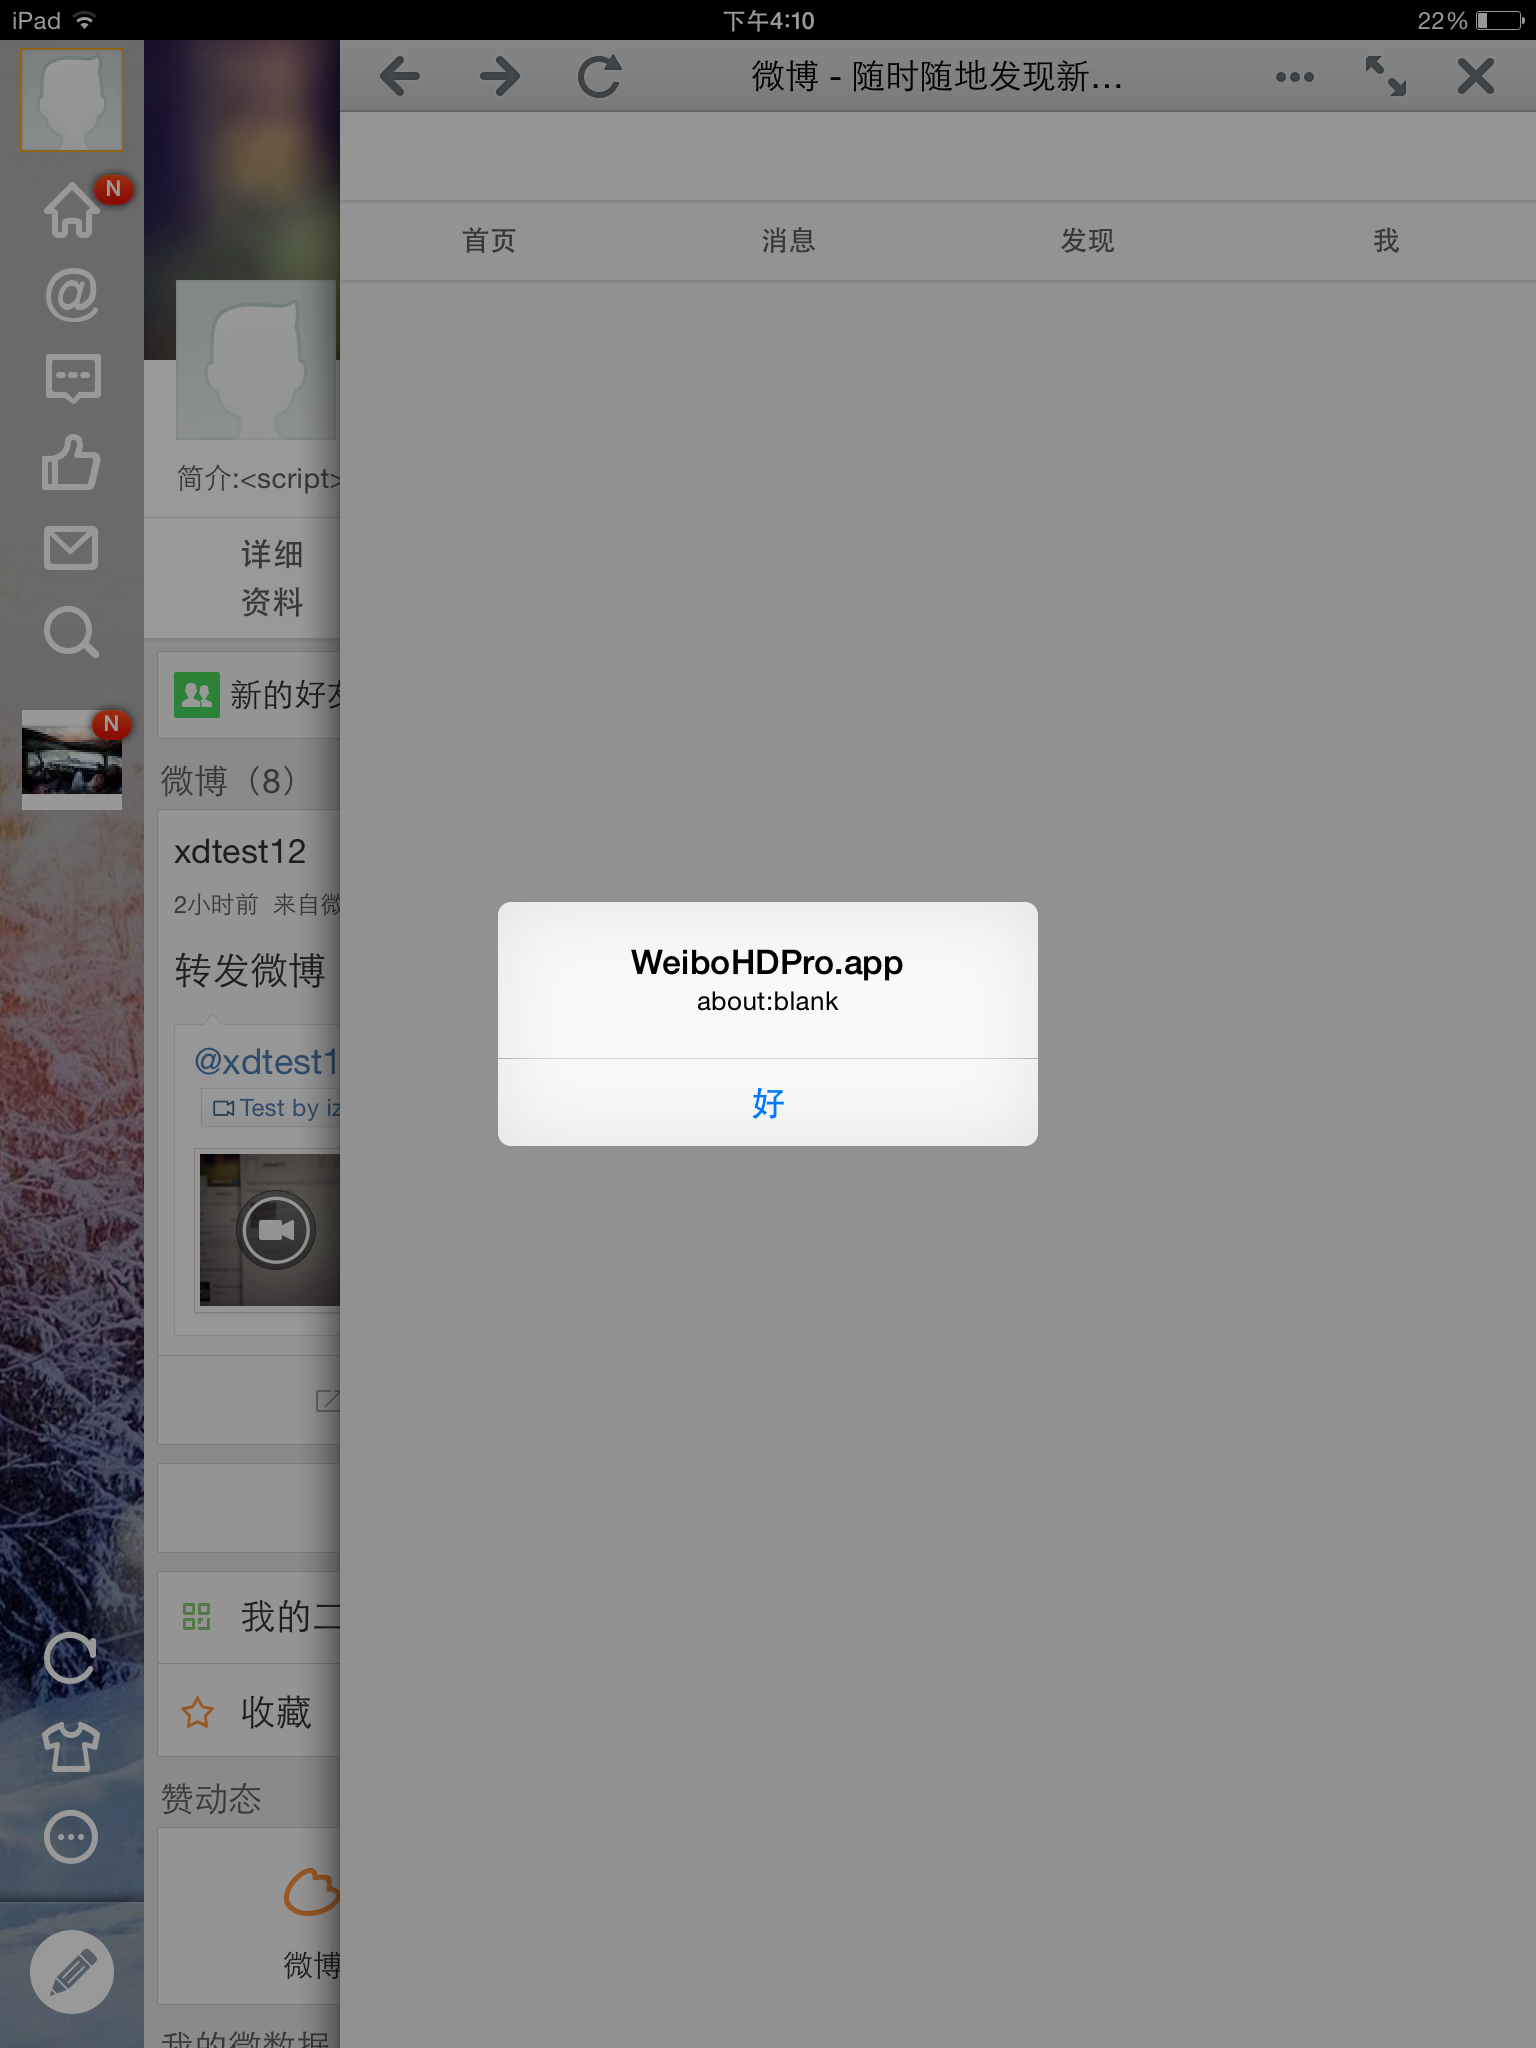 iPad
下午4:10
22%
微博 - 随时随地发现新...
首页
消息
发现
我
N
简介:<script>
详细
资料
新的好友
N
微博（8）
xdtest12
2小时前 来自微
转发微博
@xdtest1
Test by iz
WeiboHDPro.app
about:blank
好
我的二
收藏
赞动态
微博
我的微数据